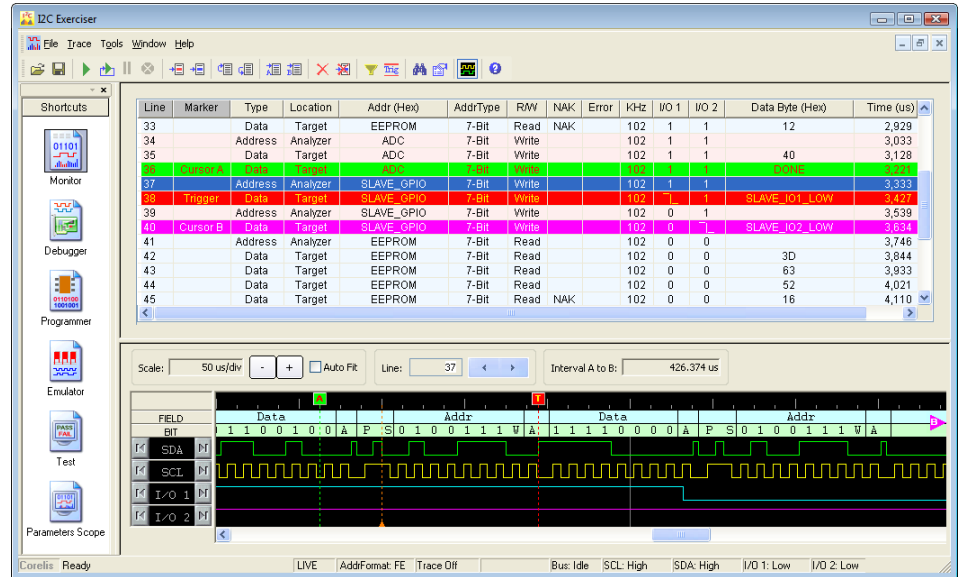 I2C Exerciser
File Trace Tools Window Help
Shortcuts
Monitor
Debugger
Programmer
Emulator
Test
Parameters Scope
Line Marker Type Location Addr (Hex) AddrType R/W NAK Error KHz I/O 1 I/O 2 Data Byte (Hex) Time (us)
33 Data Target EEPROM 7-Bit Read NAK 102 1 1 12 2,929
34 Address Analyzer ADC 7-Bit Write 102 1 1 3,033
35 Data Target ADC 7-Bit Write 102 1 1 40 3,128
36 Cursor A Data Target ADC 7-Bit Write 102 1 1 DONE 3,221
37 Address Analyzer SLAVE_GPIO 7-Bit Write 102 1 1 3,333
38 Trigger Data Target SLAVE_GPIO 7-Bit Write 102 1 SLAVE_IO1_LOW 3,427
39 Address Analyzer SLAVE_GPIO 7-Bit Write 102 0 1 3,539
40 Cursor B Data Target SLAVE_GPIO 7-Bit Write 102 0 SLAVE_IO2_LOW 3,634
41 Address Analyzer EEPROM 7-Bit Read 102 0 0 3,746
42 Data Target EEPROM 7-Bit Read 102 0 0 3D 3,844
43 Data Target EEPROM 7-Bit Read 102 0 0 63 3,933
44 Data Target EEPROM 7-Bit Read 102 0 0 52 4,021
45 Data Target EEPROM 7-Bit Read NAK 102 0 0 16 4,110
Scale: 50 us/div - + Auto Fit Line: 37 Interval A to B: 426.374 us
A T
FIELD Data Addr Data Addr
BIT 1 1 0 0 1 0 0 A P S 0 1 0 0 1 1 1 W A 1 1 1 1 0 0 0 0 A P S 0 1 0 0 1 1 1 W A B
SDA
SCL
I/O 1
I/O 2
Corelis Ready LIVE AddrFormat: FE Trace Off Bus: Idle SCL: High SDA: High I/O 1: Low I/O 2: Low